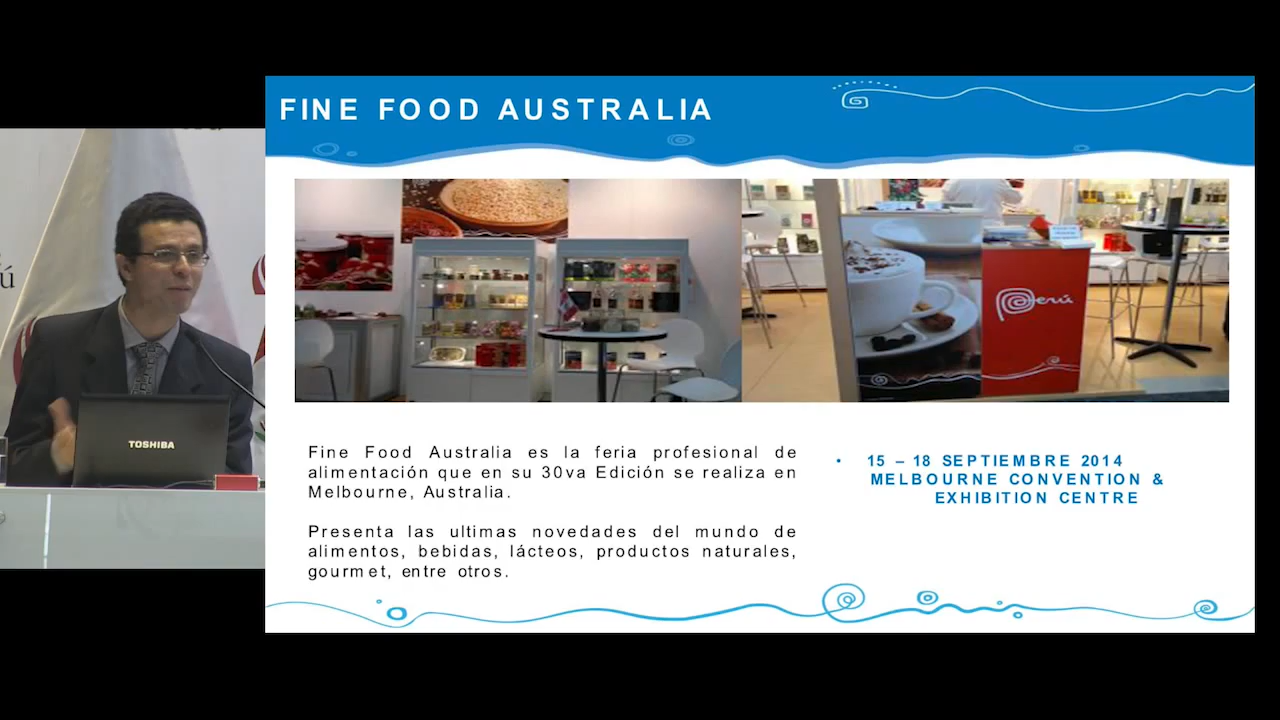 FINE FOOD AUSTRALIA
ú
TOSHIBA
Perú
Fine Food Australia es la feria profesional de
alimentación que en su 30va Edición se realiza en
Melbourne, Australia.
Presenta las ultimas novedades del mundo de
alimentos, bebidas, lácteos, productos naturales,
gourmet, entre otros.
• 15 – 18 SEPTIEMBRE 2014
MELBOURNE CONVENTION &
EXHIBITION CENTRE